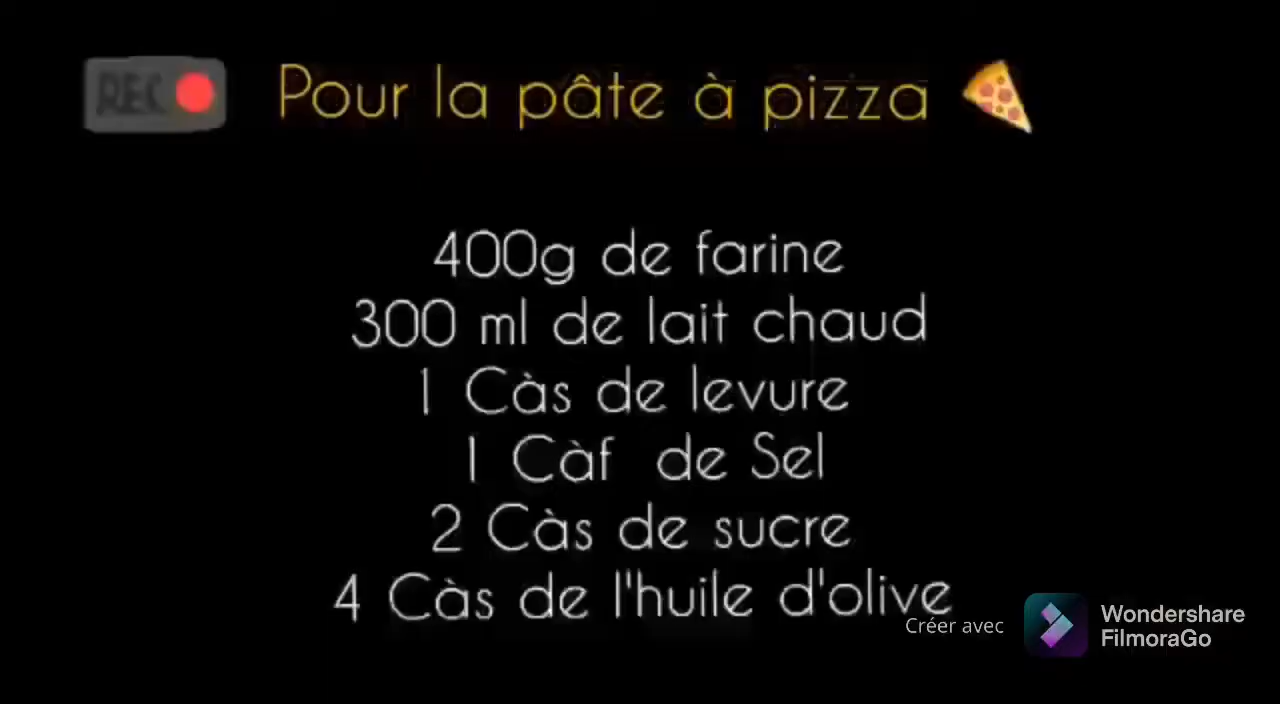 REC
Pour la pâte à pizza
400g de farine
300 ml de lait chaud
1 Càs de levure
1 Càf de Sel
2 Càs de sucre
4 Càs de l'huile d'olive
Créer avec
Wondershare
FilmoraGo